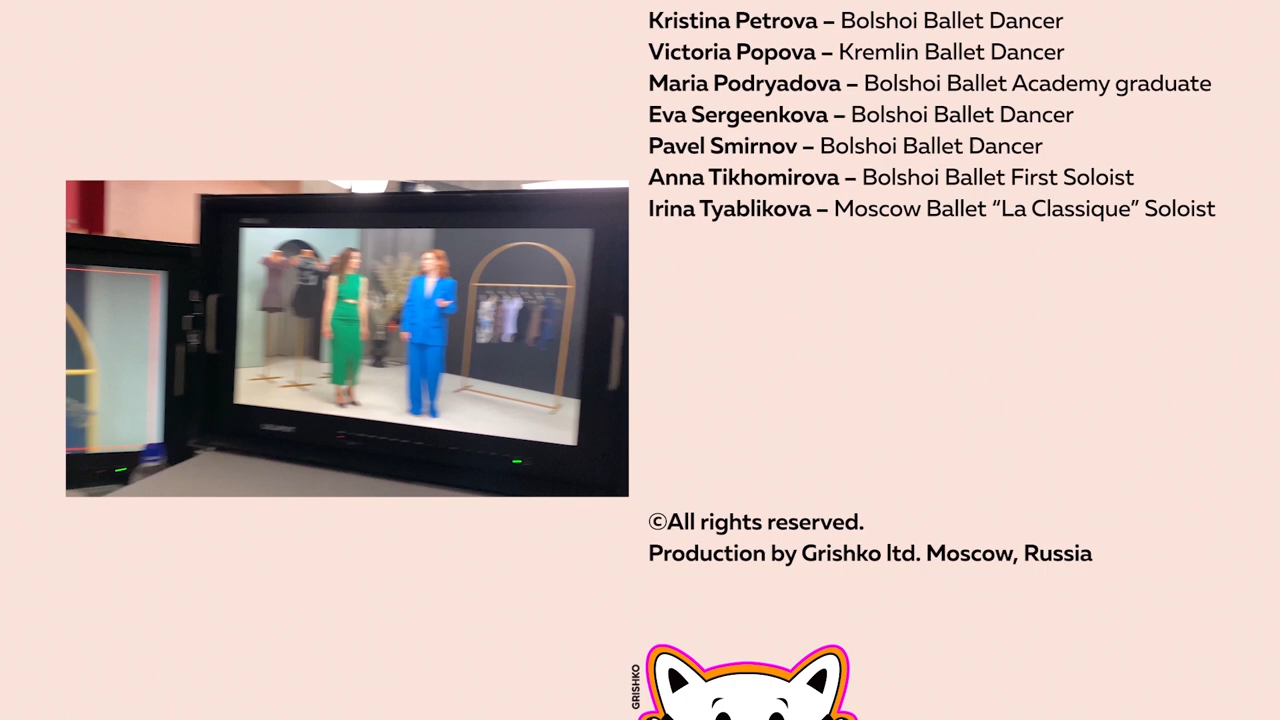 Kristina Petrova – Bolshoi Ballet Dancer
Victoria Popova – Kremlin Ballet Dancer
Maria Podryadova – Bolshoi Ballet Academy graduate
Eva Sergeenkova – Bolshoi Ballet Dancer
Pavel Smirnov – Bolshoi Ballet Dancer
Anna Tikhomirova – Bolshoi Ballet First Soloist
Irina Tyablikova – Moscow Ballet “La Classique” Soloist
©All rights reserved.
Production by Grishko ltd. Moscow, Russia
GRISHKO